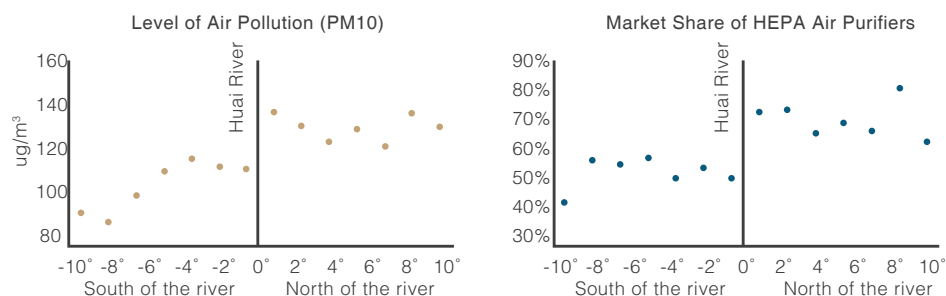 Level of Air Pollution (PM10)
160
140
120
100
80
ug/m³
Huai River
-10° -8° -6° -4° -2° 0° 2° 4° 6° 8° 10°
South of the river North of the river
Market Share of HEPA Air Purifiers
90%
80%
70%
60%
50%
40%
30%
Huai River
-10° -8° -6° -4° -2° 0° 2° 4° 6° 8° 10°
South of the river North of the river